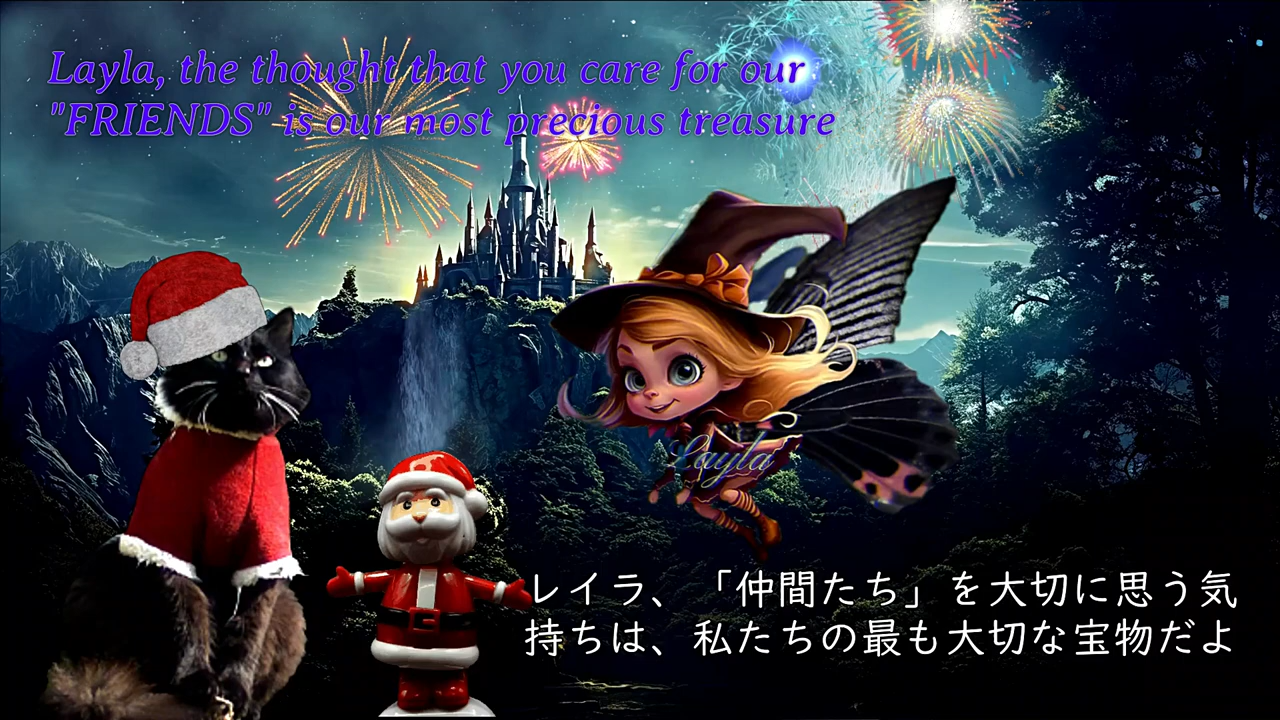 Layla, the thought that you care for our
"FRIENDS" is our most precious treasure
Layla
レイラ、「仲間たち」を大切に思う気
持ちは、私たちの最も大切な宝物だよ